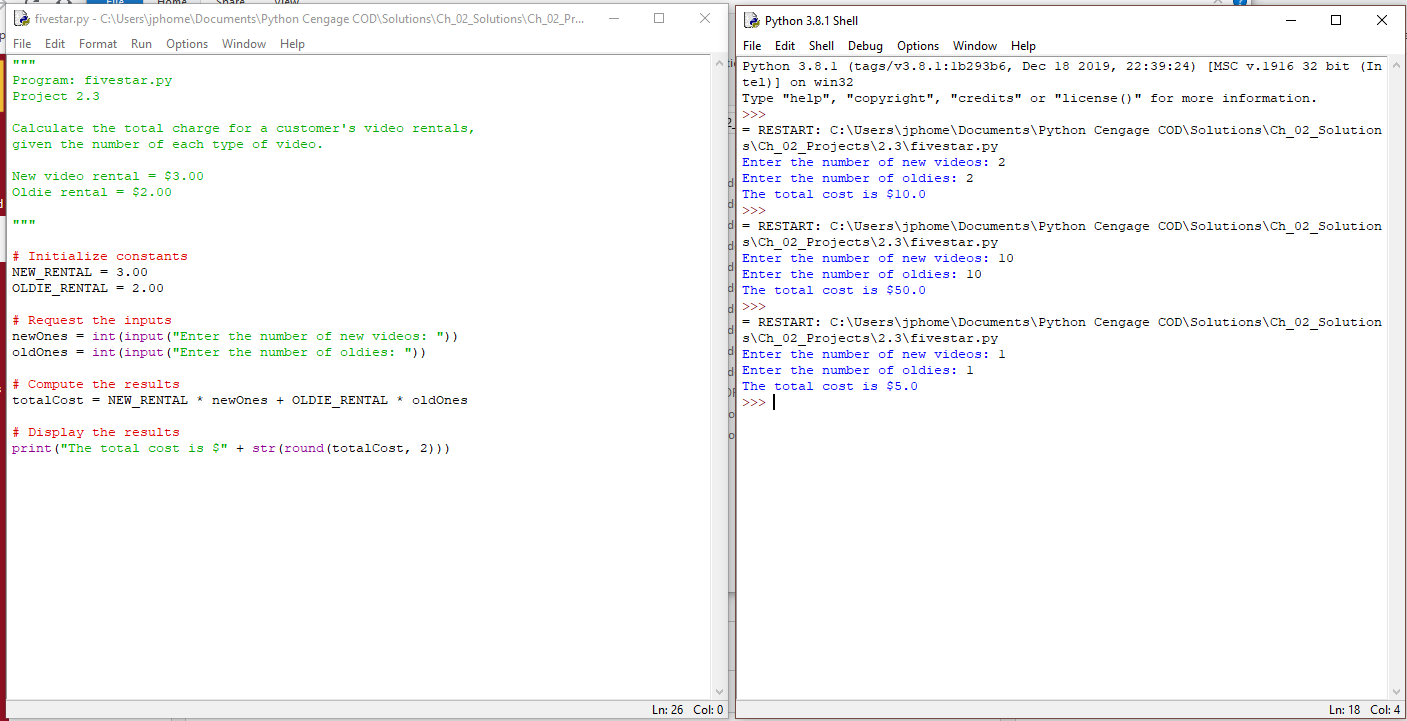 File Home Share View
fivestar.py - C:\Users\jphome\Documents\Python Cengage COD\Solutions\Ch_02_Solutions\Ch_02_Pr...
File Edit Format Run Options Window Help
"""
Program: fivestar.py
Project 2.3
Calculate the total charge for a customer's video rentals,
given the number of each type of video.
New video rental = $3.00
Oldie rental = $2.00
"""
# Initialize constants
NEW_RENTAL = 3.00
OLDIE_RENTAL = 2.00
# Request the inputs
newOnes = int(input("Enter the number of new videos: "))
oldOnes = int(input("Enter the number of oldies: "))
# Compute the results
totalCost = NEW_RENTAL * newOnes + OLDIE_RENTAL * oldOnes
# Display the results
print("The total cost is $" + str(round(totalCost, 2)))
Ln: 26 Col: 0
Python 3.8.1 Shell
File Edit Shell Debug Options Window Help
Python 3.8.1 (tags/v3.8.1:1b293b6, Dec 18 2019, 22:39:24) [MSC v.1916 32 bit (In
tel)] on win32
Type "help", "copyright", "credits" or "license()" for more information.
>>>
= RESTART: C:\Users\jphome\Documents\Python Cengage COD\Solutions\Ch_02_Solution
s\Ch_02_Projects\2.3\fivestar.py
Enter the number of new videos: 2
Enter the number of oldies: 2
The total cost is $10.0
>>>
= RESTART: C:\Users\jphome\Documents\Python Cengage COD\Solutions\Ch_02_Solution
s\Ch_02_Projects\2.3\fivestar.py
Enter the number of new videos: 10
Enter the number of oldies: 10
The total cost is $50.0
>>>
= RESTART: C:\Users\jphome\Documents\Python Cengage COD\Solutions\Ch_02_Solution
s\Ch_02_Projects\2.3\fivestar.py
Enter the number of new videos: 1
Enter the number of oldies: 1
The total cost is $5.0
>>>
Ln: 18 Col: 4